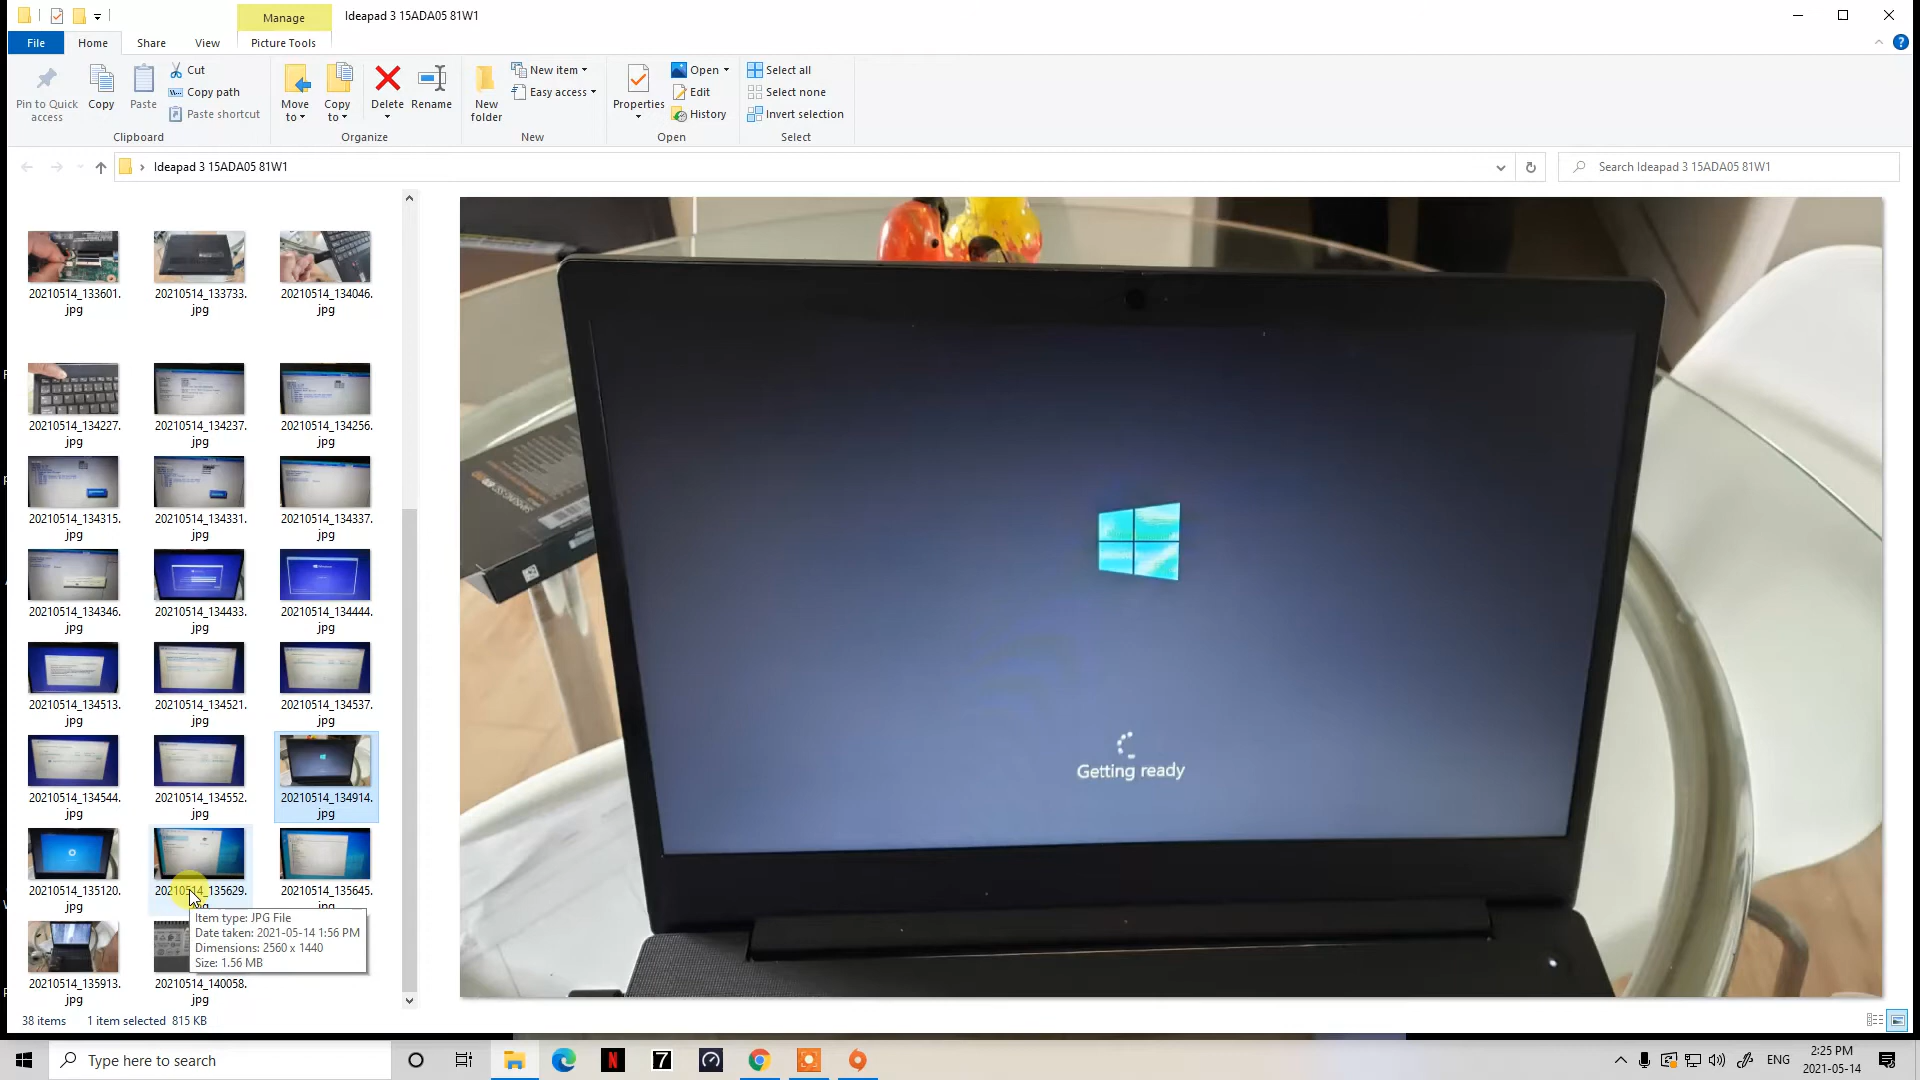 Manage
Ideapad 3 15ADA05 81W1
File
Home
Share
View
Picture Tools
Pin to Quick
access
Copy
Paste
Cut
Copy path
Paste shortcut
Clipboard
Move
to
Copy
to
Delete
Rename
Organize
New
folder
New item
Easy access
New
Properties
Open
Edit
History
Open
Select all
Select none
Invert selection
Select
Ideapad 3 15ADA05 81W1
Search Ideapad 3 15ADA05 81W1
20210514_133601.
jpg
20210514_133733.
jpg
20210514_134046.
jpg
20210514_134227.
jpg
20210514_134237.
jpg
20210514_134256.
jpg
20210514_134315.
jpg
20210514_134331.
jpg
20210514_134337.
jpg
20210514_134346.
jpg
20210514_134433.
jpg
20210514_134444.
jpg
20210514_134513.
jpg
20210514_134521.
jpg
20210514_134537.
jpg
20210514_134544.
jpg
20210514_134552.
jpg
20210514_134914.
jpg
20210514_135120.
jpg
20210514_135629.
jpg
20210514_135645.
jpg
Item type: JPG File
Date taken: 2021-05-14 1:56 PM
Dimensions: 2560 x 1440
Size: 1.56 MB
20210514_135913.
jpg
20210514_140058.
jpg
Getting ready
38 items
1 item selected 815 KB
Type here to search
N
7
ENG
2:25 PM
2021-05-14